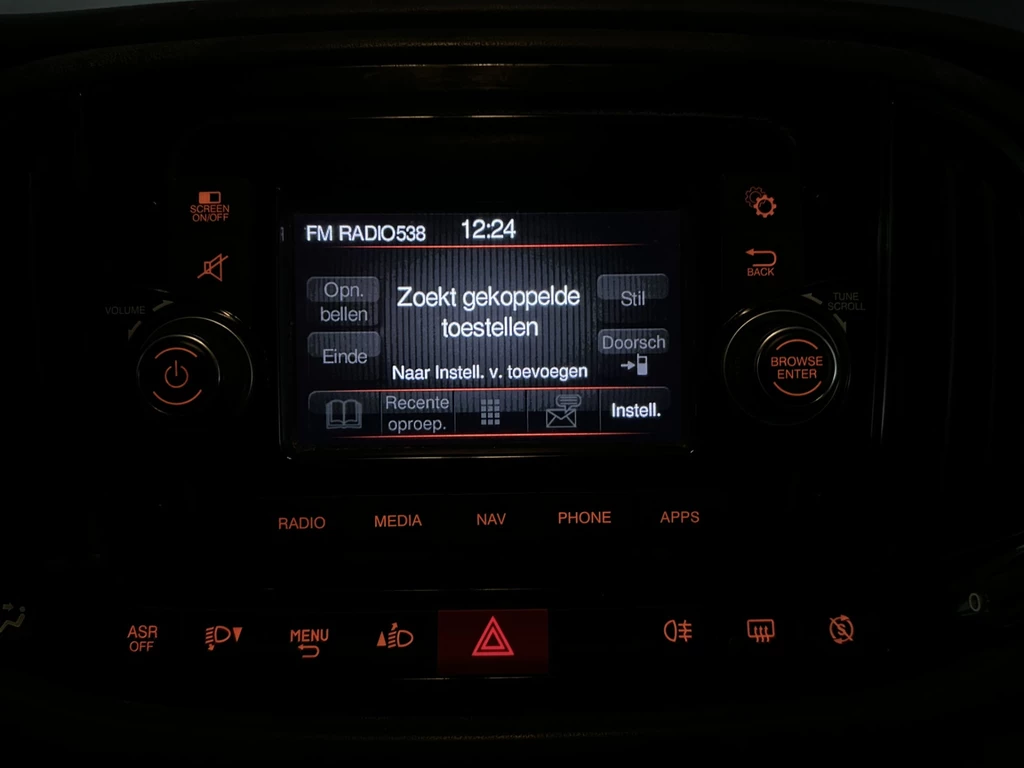 SCREEN
ON/OFF
FM RADIO538
12:24
BACK
VOLUME
TUNE
SCROLL
Opn.
bellen
Zoekt gekoppelde
toestellen
Stil
Einde
Doorsch
Naar Instell. v. toevoegen
BROWSE
ENTER
Recente
oproep.
Instell.
RADIO
MEDIA
NAV
PHONE
APPS
ASR
OFF
MENU
0